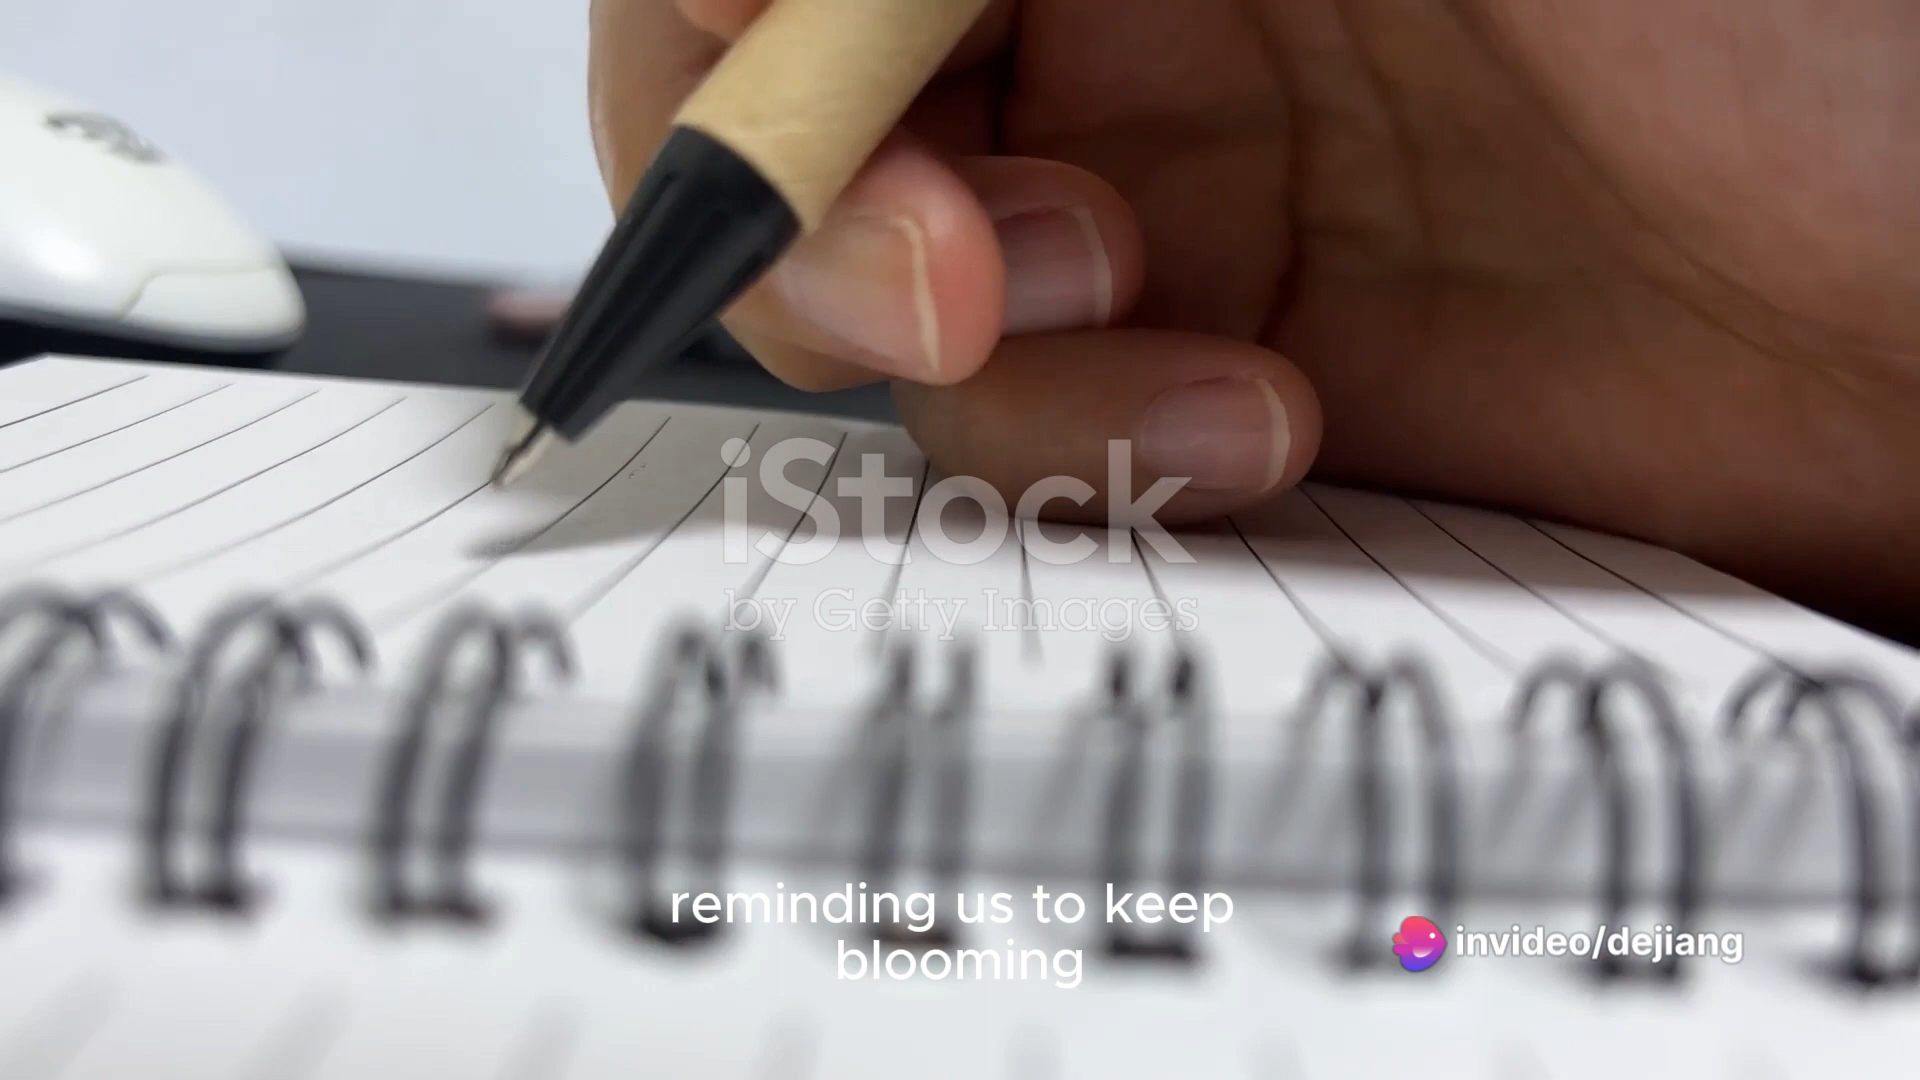 iStock
by Getty Images
reminding us to keep
blooming
invideo/dejiang